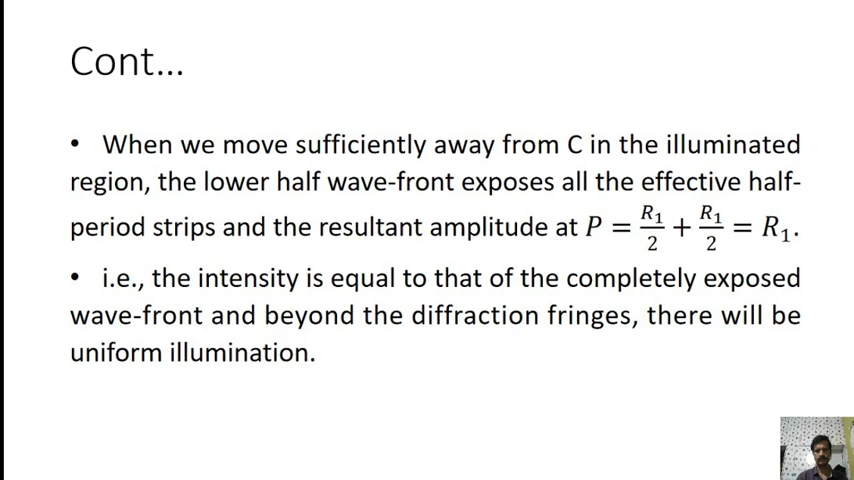 Cont...
• When we move sufficiently away from C in the illuminated
region, the lower half wave-front exposes all the effective half-
period strips and the resultant amplitude at P = R₁/2 + R₁/2 = R₁.
• i.e., the intensity is equal to that of the completely exposed
wave-front and beyond the diffraction fringes, there will be
uniform illumination.